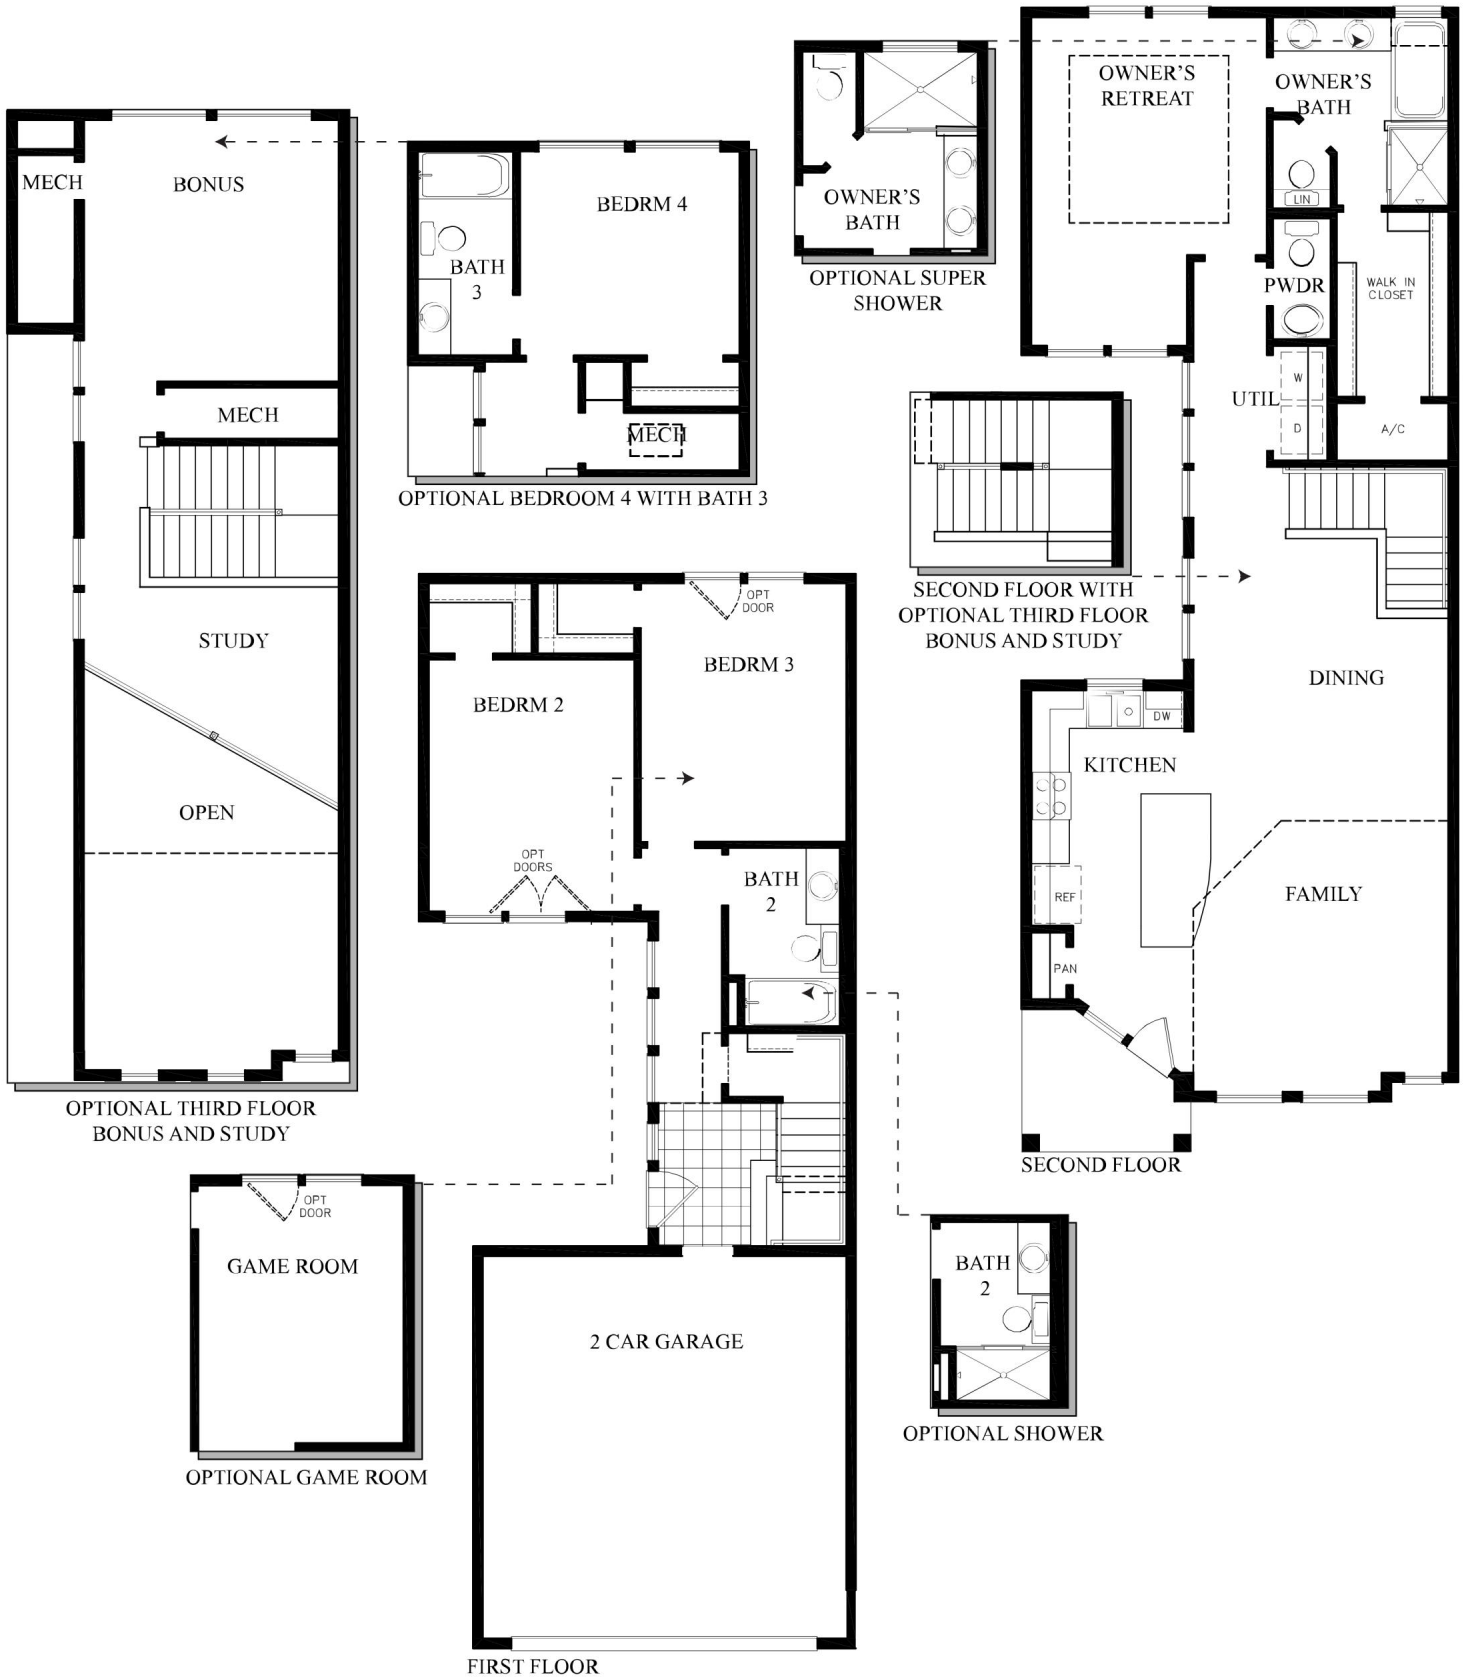 MECH
BONUS
MECH
STUDY
OPEN
OPTIONAL THIRD FLOOR
BONUS AND STUDY
BEDRM 4
BATH
3
MECH
OPTIONAL BEDROOM 4 WITH BATH 3
OWNER'S
BATH
OPTIONAL SUPER
SHOWER
SECOND FLOOR WITH
OPTIONAL THIRD FLOOR
BONUS AND STUDY
OWNER'S
RETREAT
OWNER'S
BATH
LIN
PWDR
WALK IN
CLOSET
UTIL
W
D
A/C
DINING
DW
KITCHEN
REF
FAMILY
PAN
SECOND FLOOR
OPT
DOOR
BEDRM 3
BEDRM 2
OPT
DOORS
BATH
2
2 CAR GARAGE
FIRST FLOOR
OPT
DOOR
GAME ROOM
OPTIONAL GAME ROOM
BATH
2
OPTIONAL SHOWER